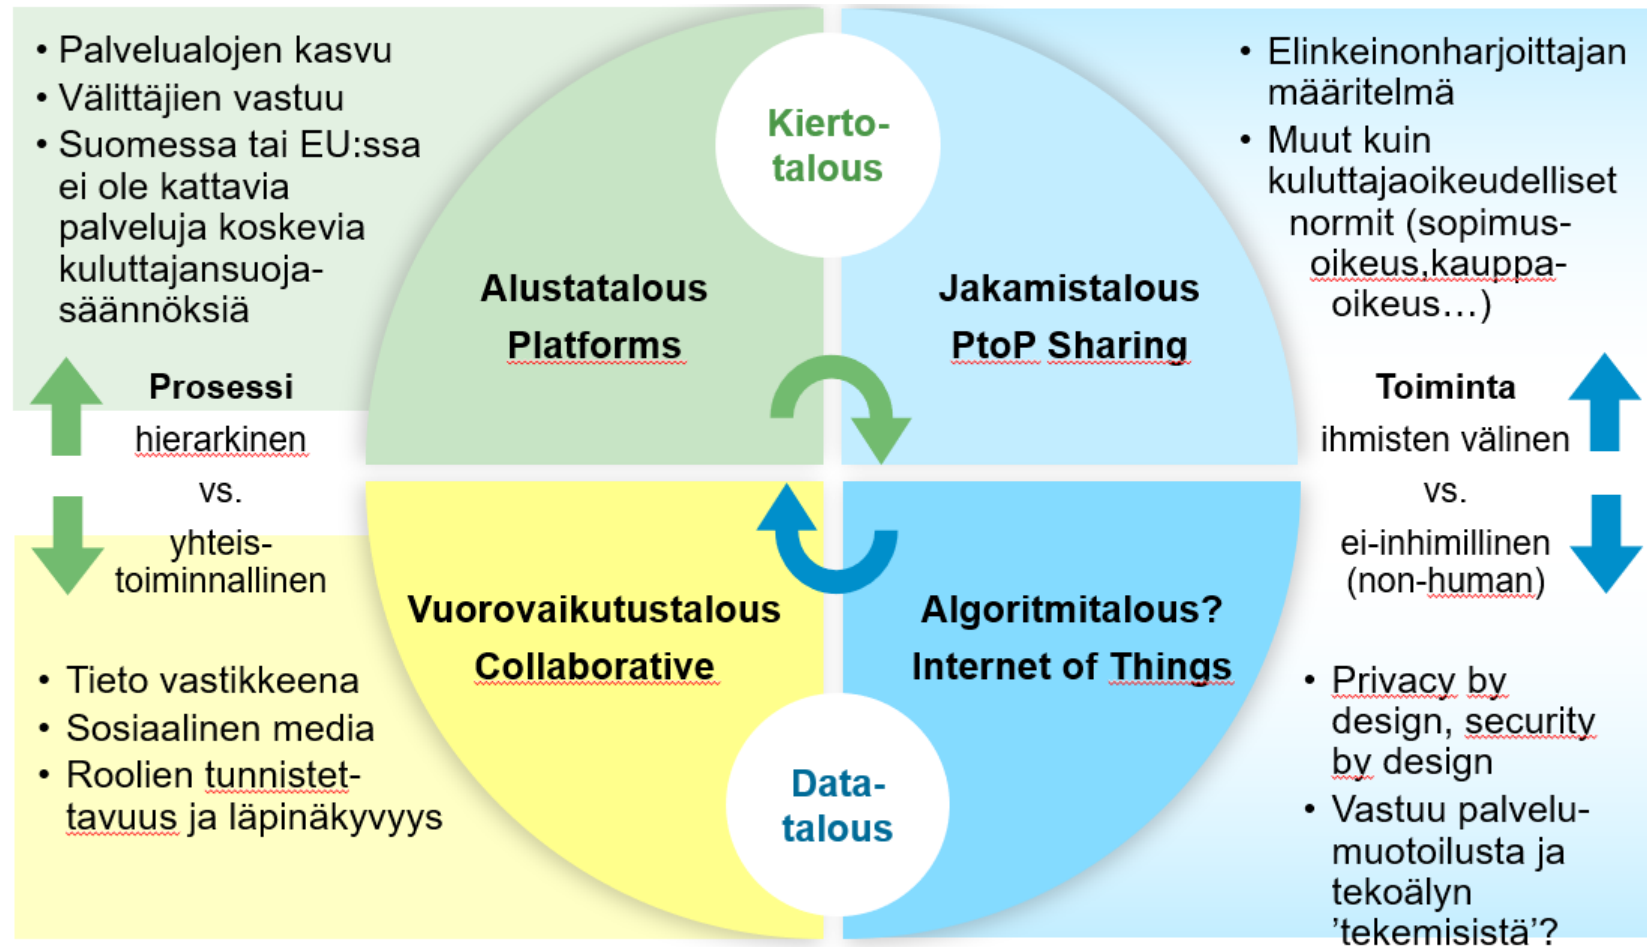 • Palvelualojen kasvu
• Välittäjien vastuu
• Suomessa tai EU:ssa
ei ole kattavia
palveluja koskevia
kuluttajansuoja-
säännöksiä
Kierto-
talous
• Elinkeinonharjoittajan
määritelmä
• Muut kuin
kuluttajaoikeudelliset
normit (sopimus-
oikeus,kauppa-
oikeus...)
Alustatalous
Platforms
Jakamistalous
PtoP Sharing
Prosessi
hierarkinen
vs.
yhteis-
toiminnallinen
Toiminta
ihmisten välinen
vs.
ei-inhimillinen
(non-human)
Vuorovaikutustalous
Collaborative
Algoritmitalous?
Internet of Things
• Tieto vastikkeena
• Sosiaalinen media
• Roolien tunnistet-
tavuus ja läpinäkyvyys
Data-
talous
• Privacy by
design, security
by design
• Vastuu palvelu-
muotoilusta ja
tekoälyn
’tekemisistä’?